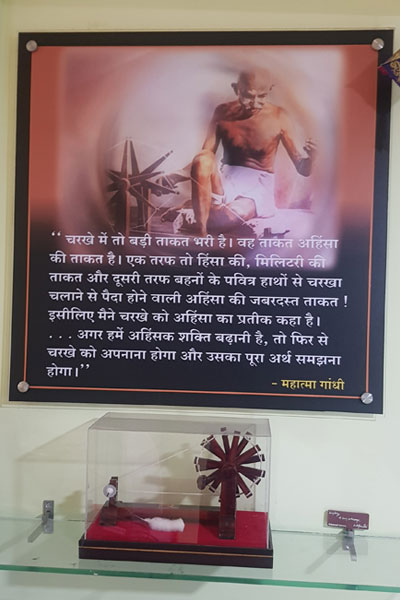 “ चरखे में तो बड़ी ताकत भरी है। वह ताकत अहिंसा
की ताकत है। एक तरफ तो हिंसा की, मिलिटरी की
ताकत और दूसरी तरफ बहनों के पवित्र हाथों से चरखा
चलाने से पैदा होने वाली अहिंसा की जबरदस्त ताकत !
इसीलिए मैने चरखे को अहिंसा का प्रतीक कहा है।
. . . अगर हमें अहिंसक शक्ति बढ़ानी है, तो फिर से
चरखे को अपनाना होगा और उसका पूरा अर्थ समझना
होगा।”
- महात्मा गांधी